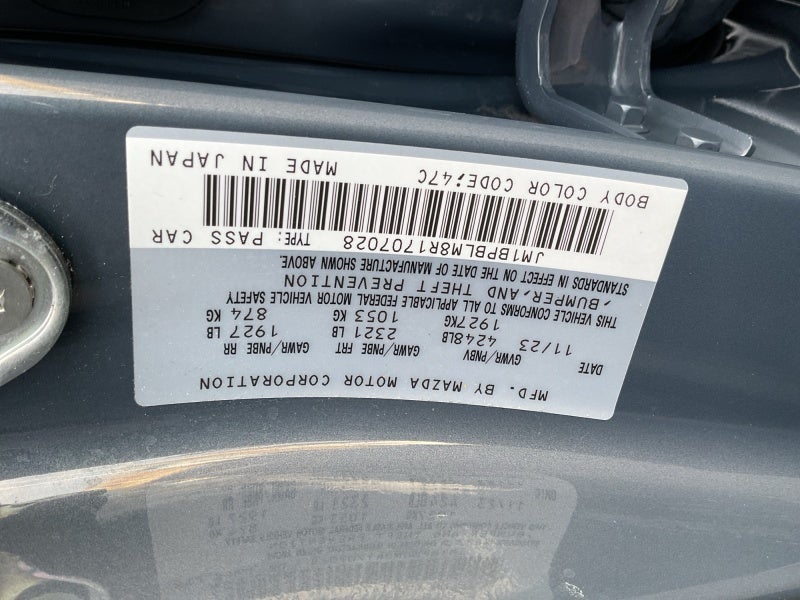 MFD. BY MAZDA MOTOR CORPORATION
DATE GVWR/PNBV GAWR/PNBE FRT GAWR/PNBE RR
11/23 4248LB 2321 LB 1927 LB
1927KG 1053 KG 874 KG
THIS VEHICLE CONFORMS TO ALL APPLICABLE FEDERAL MOTOR VEHICLE SAFETY
, BUMPER, AND THEFT PREVENTION
STANDARDS IN EFFECT ON THE DATE OF MANUFACTURE SHOWN ABOVE.
JM1BPBLM8R1707028 TYPE: PASS CAR
BODY COLOR CODE:47C MADE IN JAPAN